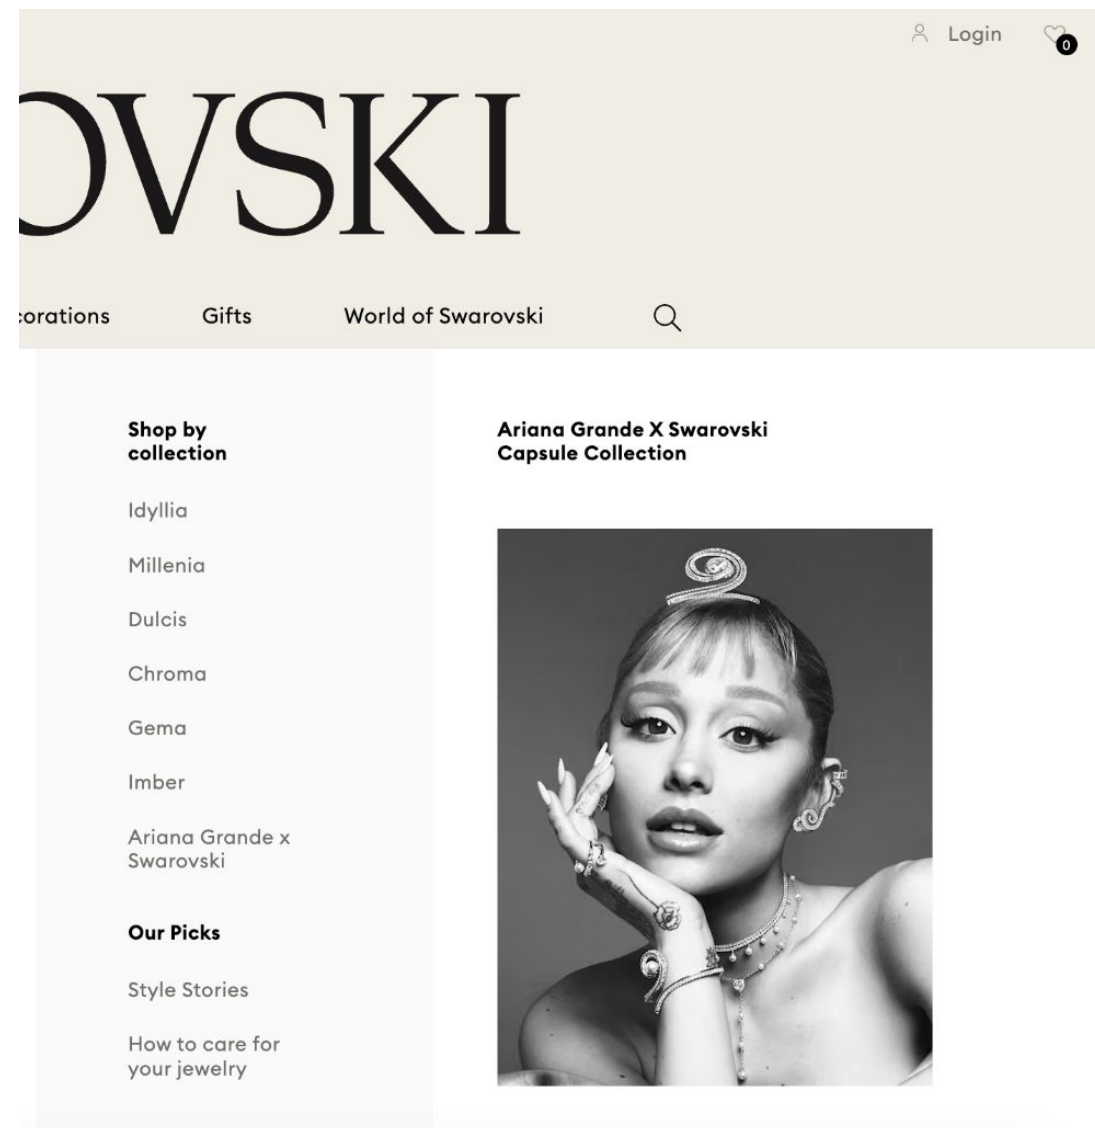 Login
0
OVSKI
corations
Gifts
World of Swarovski
Shop by
collection
Idyllia
Millenia
Dulcis
Chroma
Gema
Imber
Ariana Grande x
Swarovski
Our Picks
Style Stories
How to care for
your jewelry
Ariana Grande X Swarovski
Capsule Collection